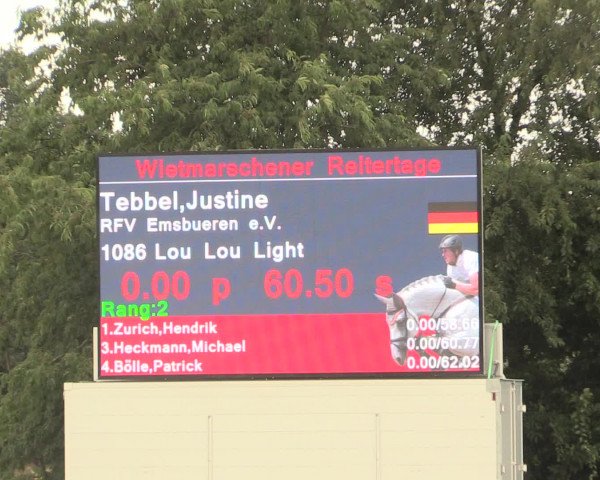 Wietmarschener Reitertage
Tebbel,Justine
RFV Emsbueren e.V.
1086 Lou Lou Light
0.00 p 60.50 s
Rang:2
1.Zurich,Hendrik 0.00/58.66
3.Heckmann,Michael 0.00/60.77
4.Bölle,Patrick 0.00/62.02